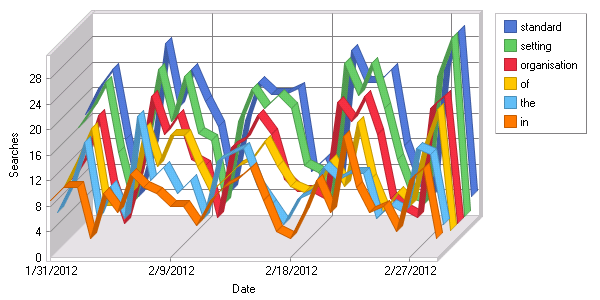 28
24
20
16
12
8
4
0
Searches
1/31/2012
2/9/2012
2/18/2012
2/27/2012
Date
standard
setting
organisation
of
the
in